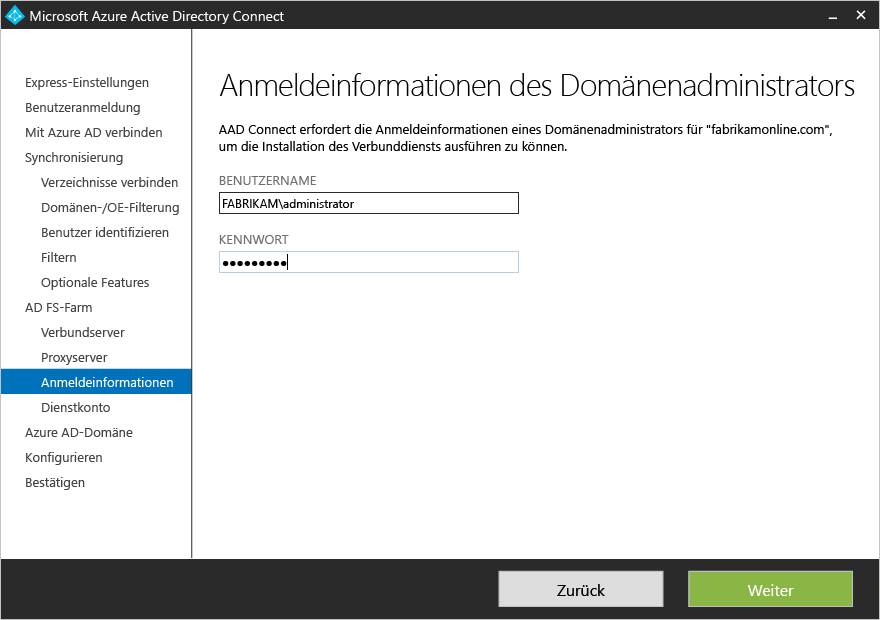 Microsoft Azure Active Directory Connect
Express-Einstellungen
Benutzeranmeldung
Mit Azure AD verbinden
Synchronisierung
Verzeichnisse verbinden
Domänen-/OE-Filterung
Benutzer identifizieren
Filtern
Optionale Features
AD FS-Farm
Verbundserver
Proxyserver
Anmeldeinformationen
Dienstkonto
Azure AD-Domäne
Konfigurieren
Bestätigen
Anmeldeinformationen des Domänenadministrators
AAD Connect erfordert die Anmeldeinformationen eines Domänenadministrators für "fabrikamonline.com",
um die Installation des Verbunddiensts ausführen zu können.
BENUTZERNAME
FABRIKAM\administrator
KENNWORT
●●●●●●●●●
Zurück
Weiter